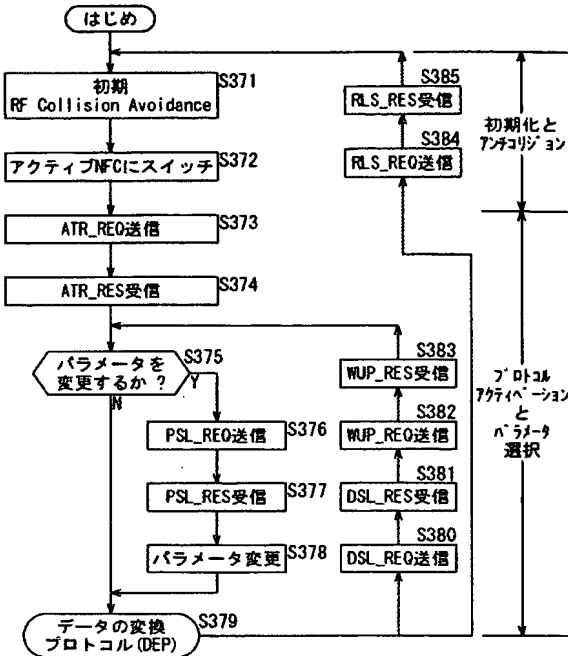 はじめ
初期
RF Collision Avoidance
S371
アクティブNFCにスイッチ
S372
ATR_REQ送信
S373
ATR_RES受信
S374
パラメータを
変更するか ?
S375
Y
N
PSL_REQ送信
S376
PSL_RES受信
S377
パラメータ変更
S378
データの変換
プロトコル(DEP)
S379
S385
RLS_RES受信
S384
RLS_REQ送信
S383
WUP_RES受信
S382
WUP_REQ送信
S381
DSL_RES受信
S380
DSL_REQ送信
初期化と
アンチコリジョン
プロトコル
アクティベーション
と
パラメータ
選択